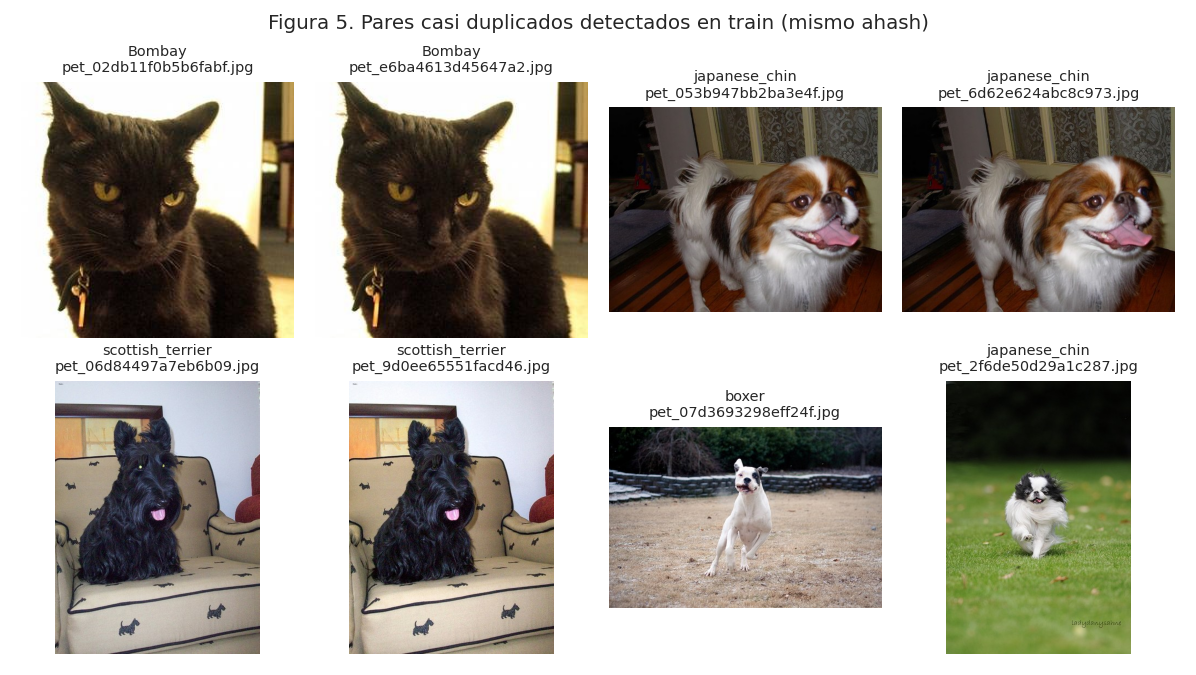 Figura 5. Pares casi duplicados detectados en train (mismo ahash)
Bombay
pet_02db11f0b5b6fabf.jpg
Bombay
pet_e6ba4613d45647a2.jpg
japanese_chin
pet_053b947bb2ba3e4f.jpg
japanese_chin
pet_6d62e624abc8c973.jpg
scottish_terrier
pet_06d84497a7eb6b09.jpg
scottish_terrier
pet_9d0ee65551facd46.jpg
boxer
pet_07d3693298eff24f.jpg
japanese_chin
pet_2f6de50d29a1c287.jpg